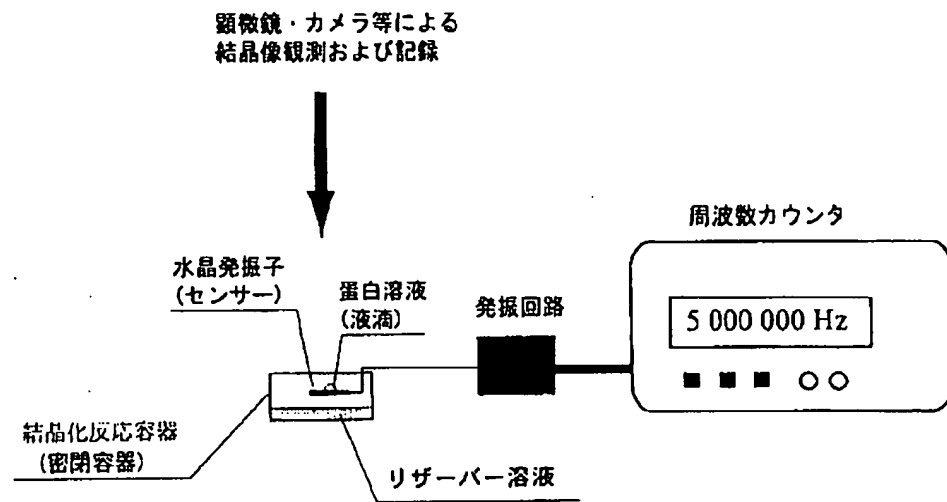 顕微鏡・カメラ等による
結晶像観測および記録
周波数カウンタ
水晶発振子
(センサー)
蛋白溶液
(液滴)
発振回路
5 000 000 Hz
結晶化反応容器
(密閉容器)
リザーバー溶液